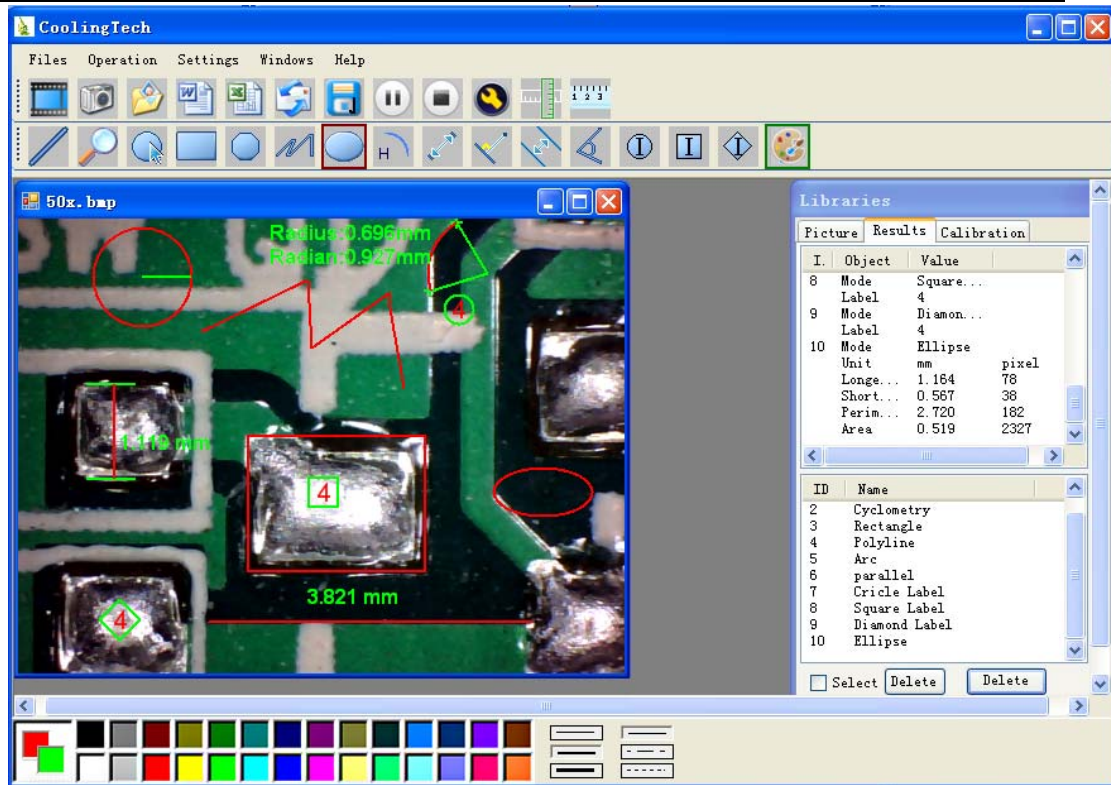 CoolingTech
Files Operation Settings Windows Help
1 2 3
H
I I I
50x.bmp
Radius:0.696mm
Radian:0.927mm
4
1.119 mm
4
3.821 mm
4
Libraries
Picture Results Calibration
I. Object Value
8 Mode Square...
Label 4
9 Mode Diamon...
Label 4
10 Mode Ellipse
Unit mm pixel
Longe... 1.164 78
Short... 0.567 38
Perim... 2.720 182
Area 0.519 2327
ID Name
2 Cyclometry
3 Rectangle
4 Polyline
5 Arc
6 parallel
7 Cricle Label
8 Square Label
9 Diamond Label
10 Ellipse
Select Delete Delete